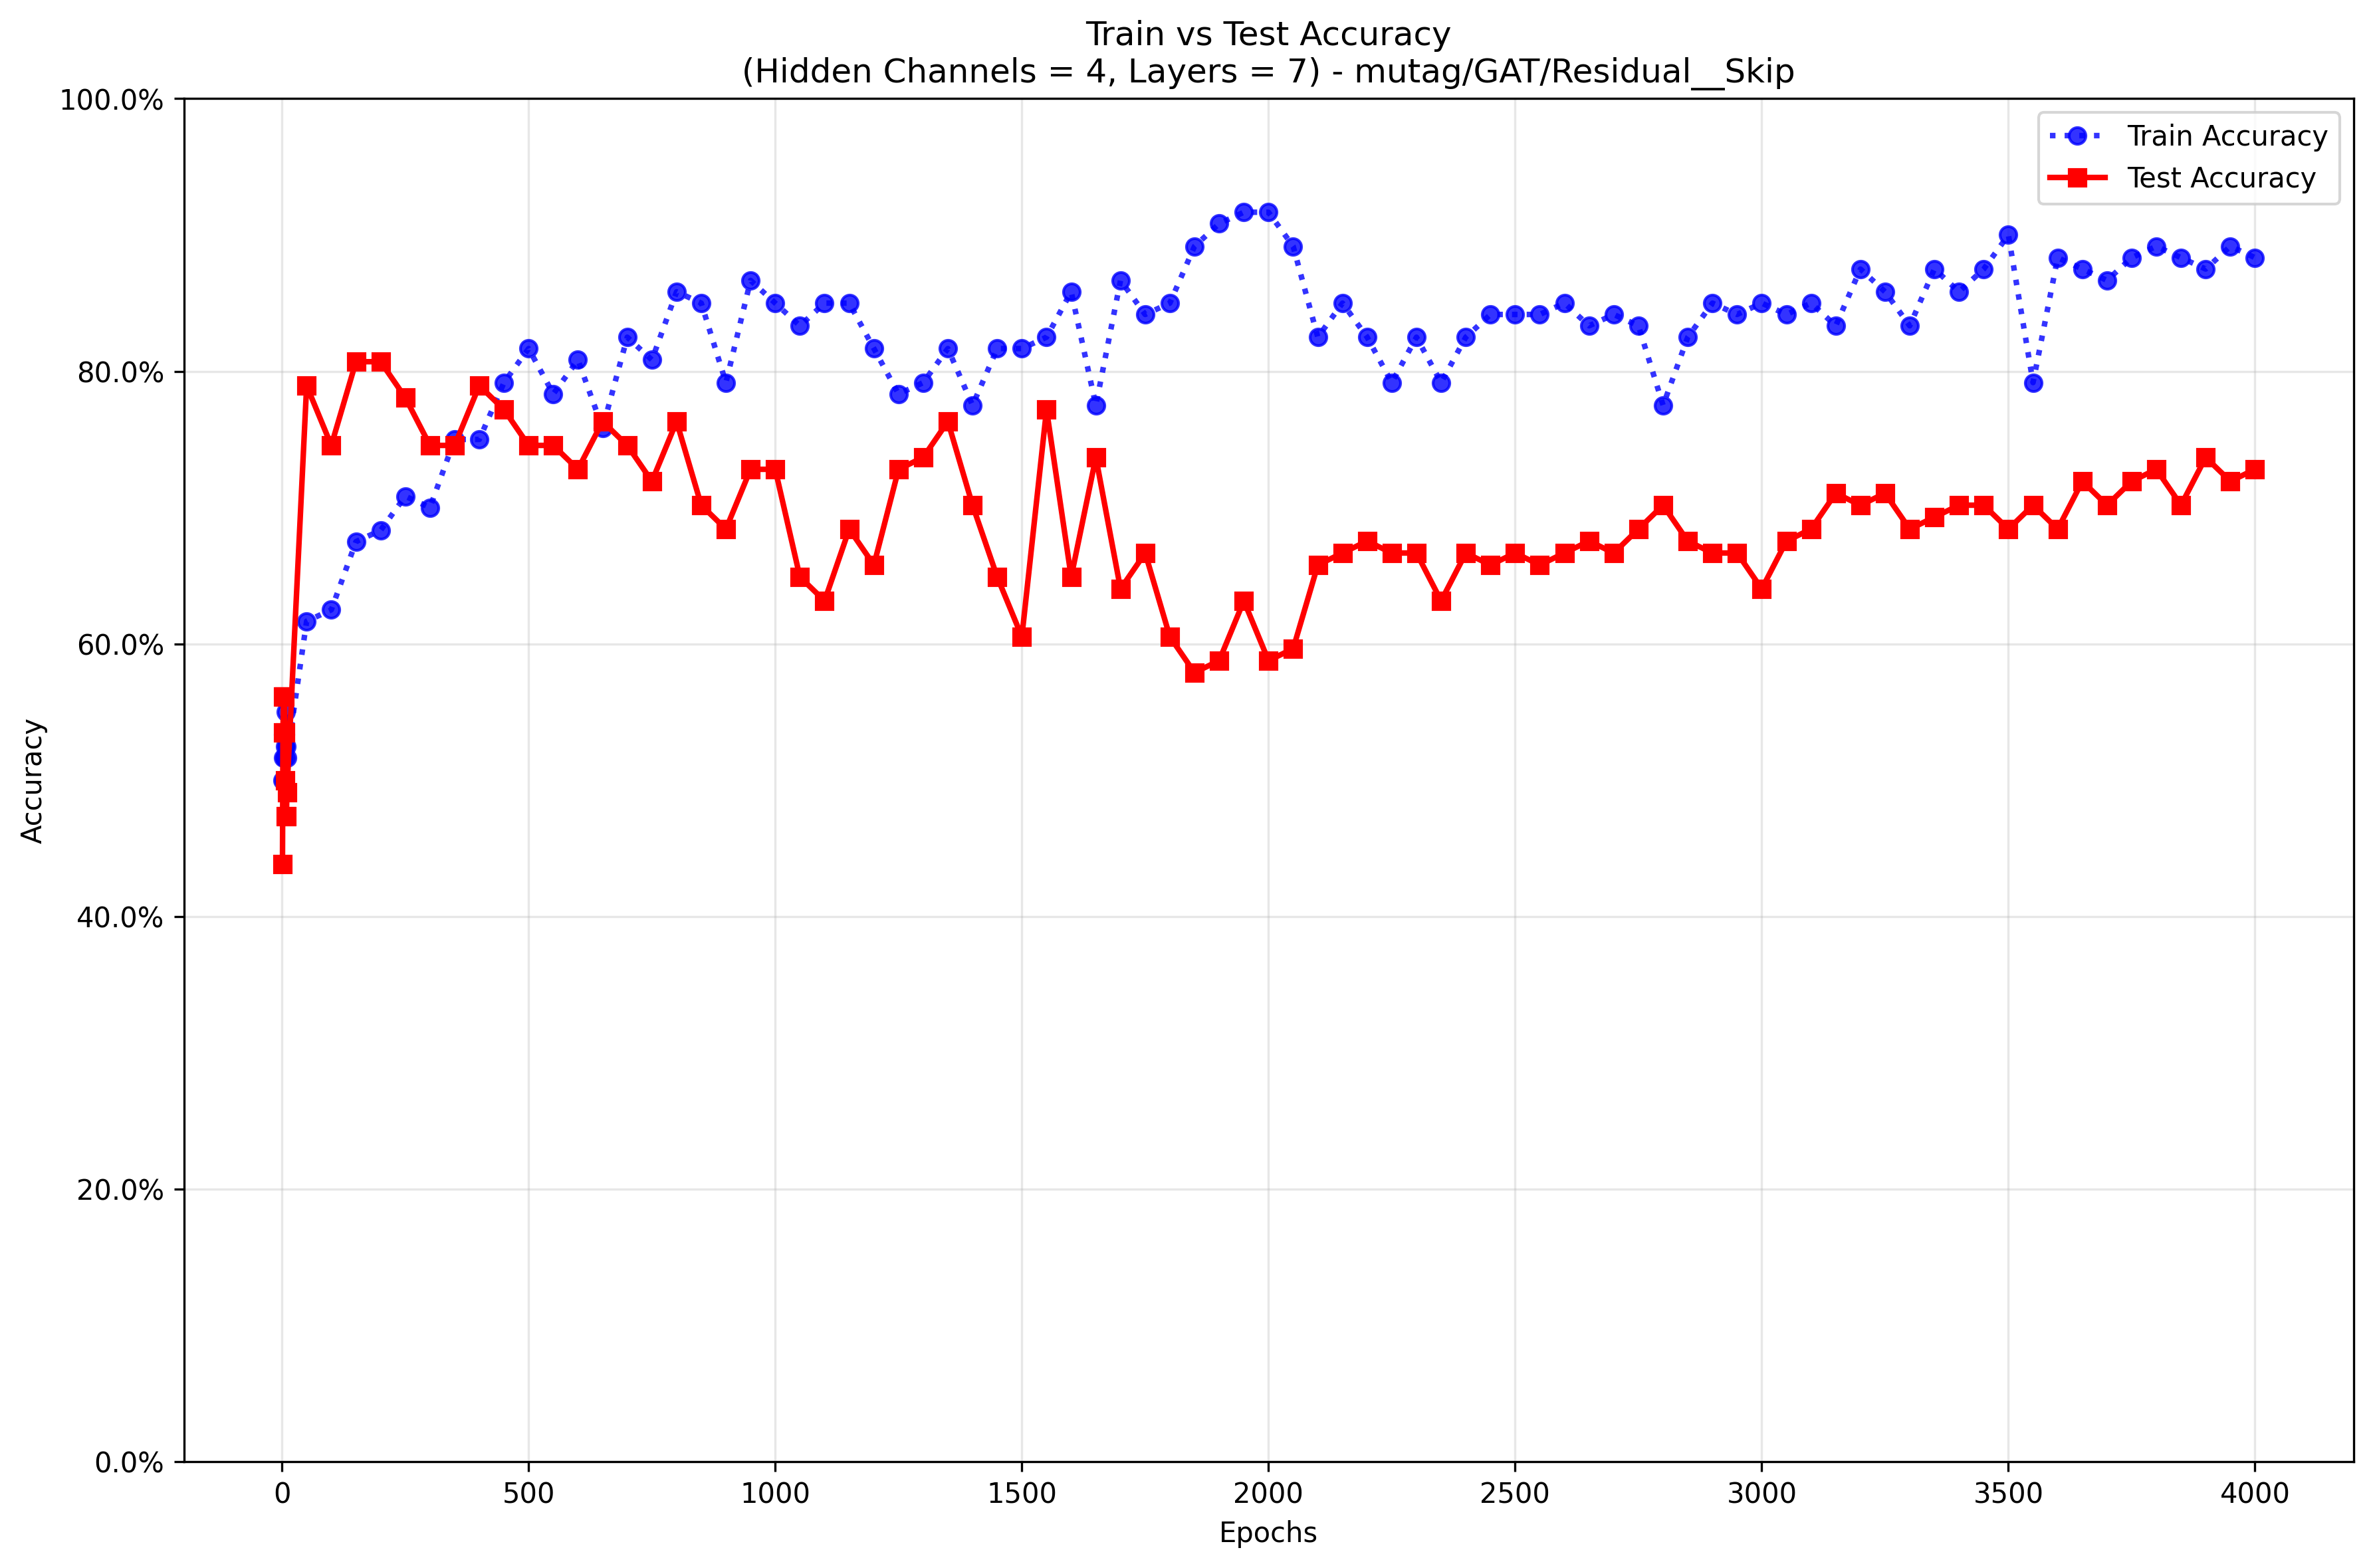 Train vs Test Accuracy
(Hidden Channels = 4, Layers = 7) - mutag/GAT/Residual__Skip
100.0%
80.0%
60.0%
40.0%
20.0%
0.0%
Accuracy
Train Accuracy
Test Accuracy
0 500 1000 1500 2000 2500 3000 3500 4000
Epochs